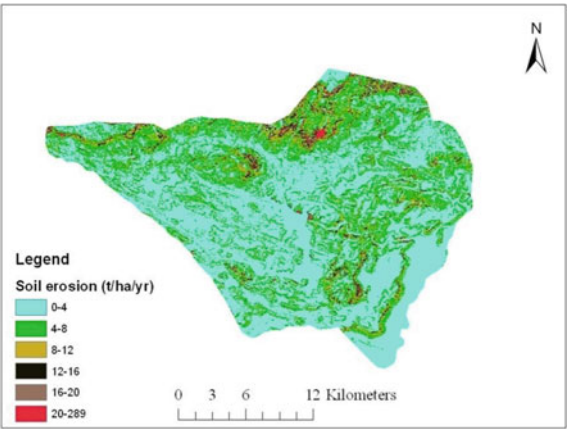 N
Legend
Soil erosion (t/ha/yr)
0-4
4-8
8-12
12-16
16-20
20-289
0 3 6 12 Kilometers